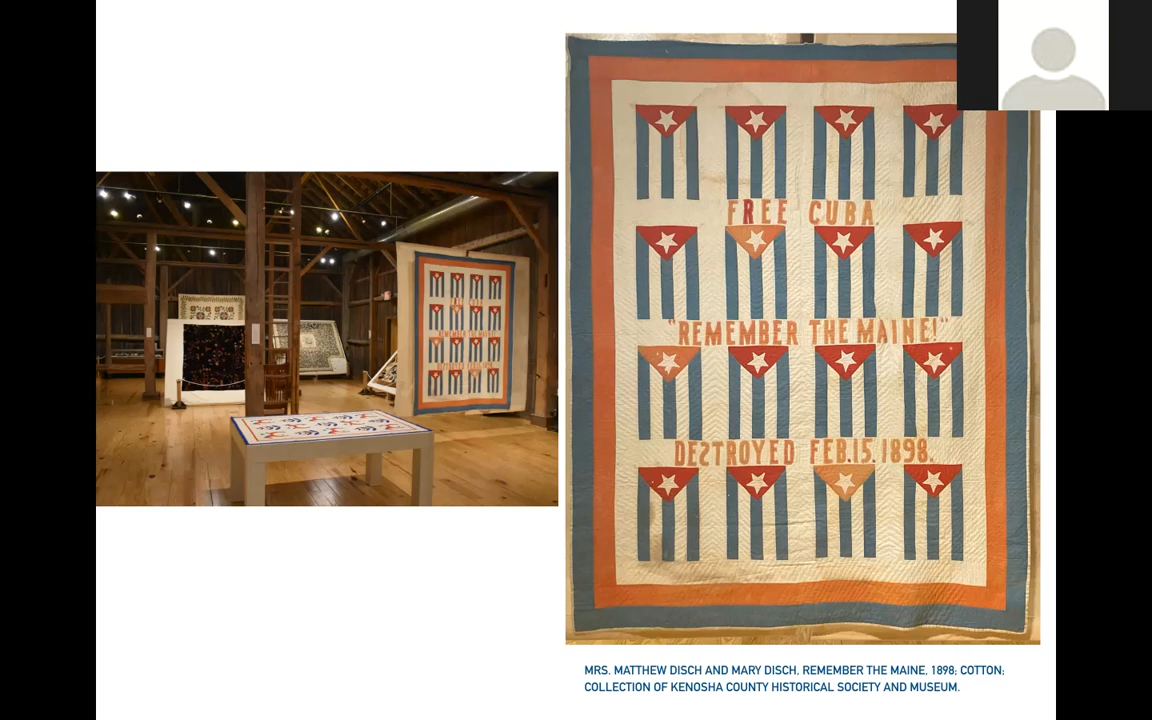 FREE CUBA
"REMEMBER THE MAINE!"
DESTROYED FEB.15.1898.
MRS. MATTHEW DISCH AND MARY DISCH, REMEMBER THE MAINE, 1898; COTTON;
COLLECTION OF KENOSHA COUNTY HISTORICAL SOCIETY AND MUSEUM.